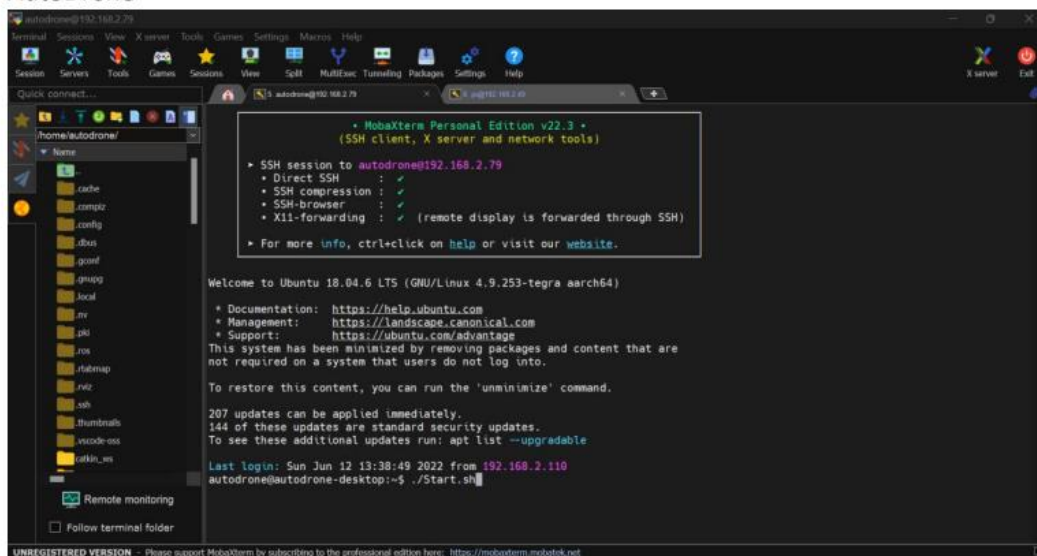 autodrone@192.168.2.79
Terminal Sessions View X server Tools Games Settings Macros Help
Session Servers Tools Games Sessions View Split MultiExec Tunneling Packages Settings Help X server Exit
Quick connect...
5. autodrone@192.168.2.79
/home/autodrone/
Name
..
.cache
.compiz
.config
.dbus
.gconf
.gnupg
.local
.nv
.pki
.ros
.rtabmap
.rviz
.ssh
.thumbnails
.vscode-oss
catkin_ws
Remote monitoring
Follow terminal folder
• MobaXterm Personal Edition v22.3 •
(SSH client, X server and network tools)
► SSH session to autodrone@192.168.2.79
• Direct SSH : ✔
• SSH compression : ✔
• SSH-browser : ✔
• X11-forwarding : ✔ (remote display is forwarded through SSH)
► For more info, ctrl+click on help or visit our website.
Welcome to Ubuntu 18.04.6 LTS (GNU/Linux 4.9.253-tegra aarch64)
* Documentation: https://help.ubuntu.com
* Management: https://landscape.canonical.com
* Support: https://ubuntu.com/advantage
This system has been minimized by removing packages and content that are
not required on a system that users do not log into.
To restore this content, you can run the 'unminimize' command.
207 updates can be applied immediately.
144 of these updates are standard security updates.
To see these additional updates run: apt list --upgradable
Last login: Sun Jun 12 13:38:49 2022 from 192.168.2.110
autodrone@autodrone-desktop:~$ ./Start.sh
UNREGISTERED VERSION - Please support MobaXterm by subscribing to the professional edition here: https://mobaxterm.mobatek.net